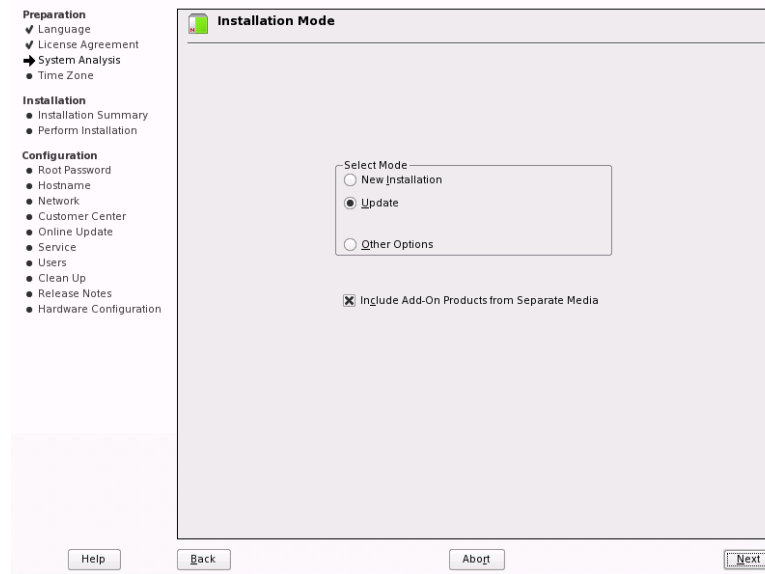 Preparation
Language
License Agreement
System Analysis
Time Zone
Installation
Installation Summary
Perform Installation
Configuration
Root Password
Hostname
Network
Customer Center
Online Update
Service
Users
Clean Up
Release Notes
Hardware Configuration
Installation Mode
Select Mode
New Installation
Update
Other Options
Include Add-On Products from Separate Media
Help
Back
Abort
Next